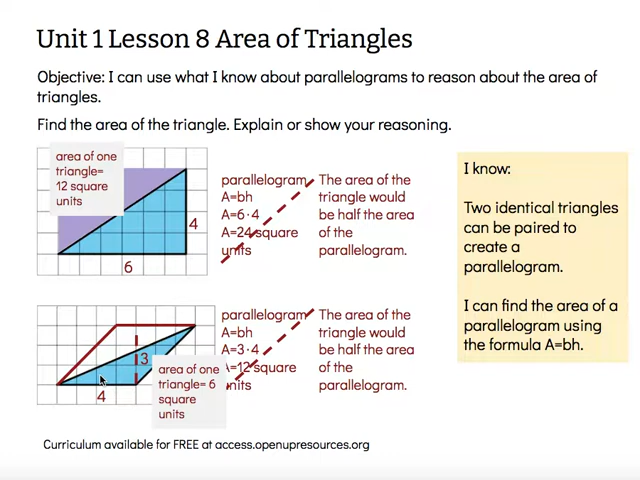 Unit 1 Lesson 8 Area of Triangles
Objective: I can use what I know about parallelograms to reason about the area of
triangles.
Find the area of the triangle. Explain or show your reasoning.
area of one
triangle=
12 square
units
4
6
parallelogram
A=bh
A=6·4
A=24 square
units
The area of the
triangle would
be half the area
of the
parallelogram.
I know:
Two identical triangles
can be paired to
create a
parallelogram.
I can find the area of a
parallelogram using
the formula A=bh.
3
4
area of one
triangle= 6
square
units
parallelogram
A=bh
A=3·4
A=12 square
units
The area of the
triangle would
be half the area
of the
parallelogram.
Curriculum available for FREE at access.openupresources.org